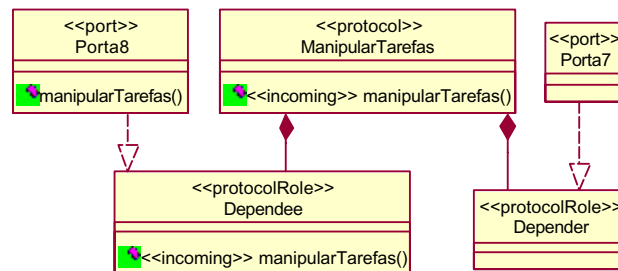 <<port>>
Porta8
manipularTarefas()
<<protocol>>
ManipularTarefas
<<incoming>> manipularTarefas()
<<port>>
Porta7
<<protocolRole>>
Dependee
<<incoming>> manipularTarefas()
<<protocolRole>>
Depender